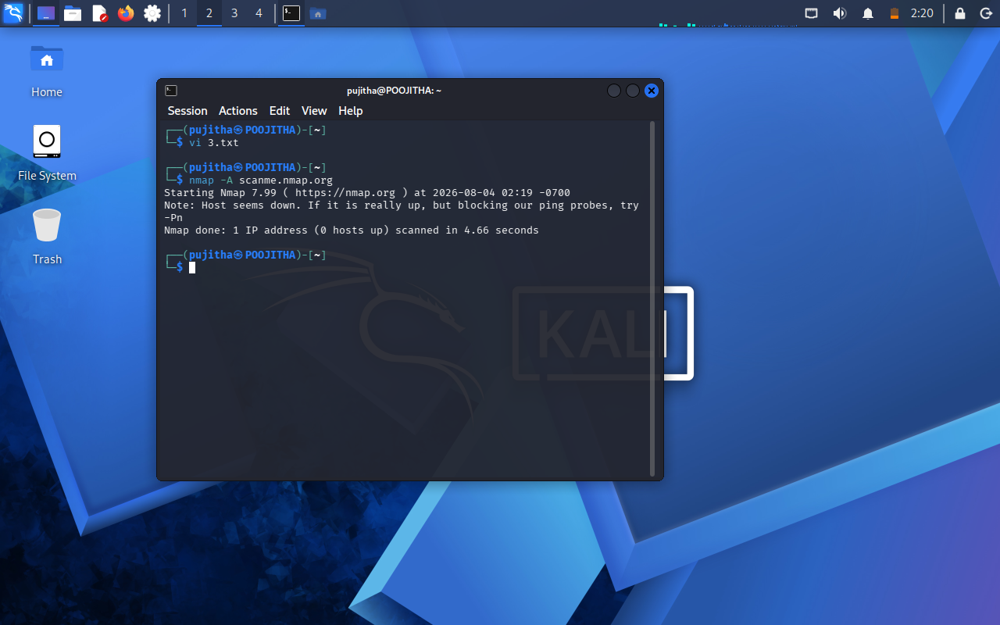 1 2 3 4 2:20
Home
File System
Trash
pujitha@POOJITHA: ~
Session Actions Edit View Help
┌──(pujitha㉿POOJITHA)-[~]
└─$ vi 3.txt
┌──(pujitha㉿POOJITHA)-[~]
└─$ nmap -A scanme.nmap.org
Starting Nmap 7.99 ( https://nmap.org ) at 2026-08-04 02:19 -0700
Note: Host seems down. If it is really up, but blocking our ping probes, try
-Pn
Nmap done: 1 IP address (0 hosts up) scanned in 4.66 seconds
┌──(pujitha㉿POOJITHA)-[~]
└─$
KALI